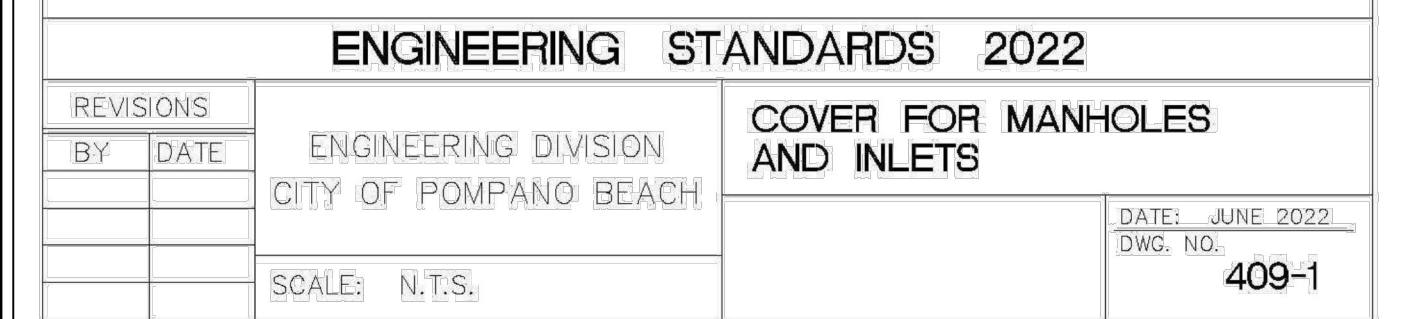 ENGINEERING STANDARDS 2022
REVISIONS
BY DATE
ENGINEERING DIVISION
CITY OF POMPANO BEACH
SCALE: N.T.S.
COVER FOR MANHOLES
AND INLETS
DATE: JUNE 2022
DWG. NO.
409-1